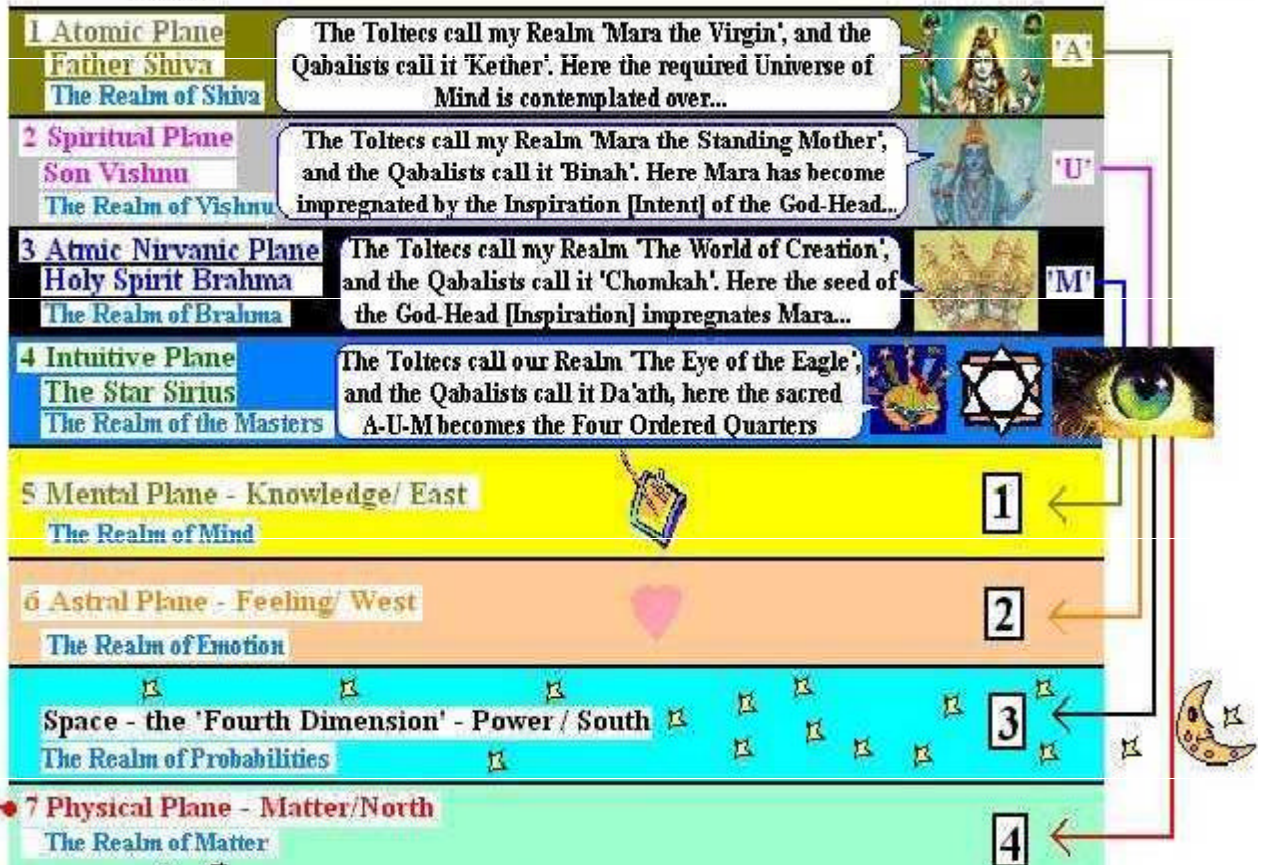 1 Atomic Plane
Father Shiva
The Realm of Shiva
The Toltecs call my Realm 'Mara the Virgin', and the
Qabalists call it 'Kether'. Here the required Universe of
Mind is contemplated over...
'A'
2 Spiritual Plane
Son Vishnu
The Realm of Vishnu
The Toltecs call my Realm 'Mara the Standing Mother',
and the Qabalists call it 'Binah'. Here Mara has become
impregnated by the Inspiration [Intent] of the God-Head...
'U'
3 Atmic Nirvanic Plane
Holy Spirit Brahma
The Realm of Brahma
The Toltecs call my Realm 'The World of Creation',
and the Qabalists call it 'Chomkah'. Here the seed of
the God-Head [Inspiration] impregnates Mara...
'M'
4 Intuitive Plane
The Star Sirius
The Realm of the Masters
The Toltecs call our Realm 'The Eye of the Eagle',
and the Qabalists call it Da'ath, here the sacred
A-U-M becomes the Four Ordered Quarters
5 Mental Plane - Knowledge/ East
The Realm of Mind
1
6 Astral Plane - Feeling/ West
The Realm of Emotion
2
Space - the 'Fourth Dimension' - Power / South
The Realm of Probabilities
3
7 Physical Plane - Matter/North
The Realm of Matter
4